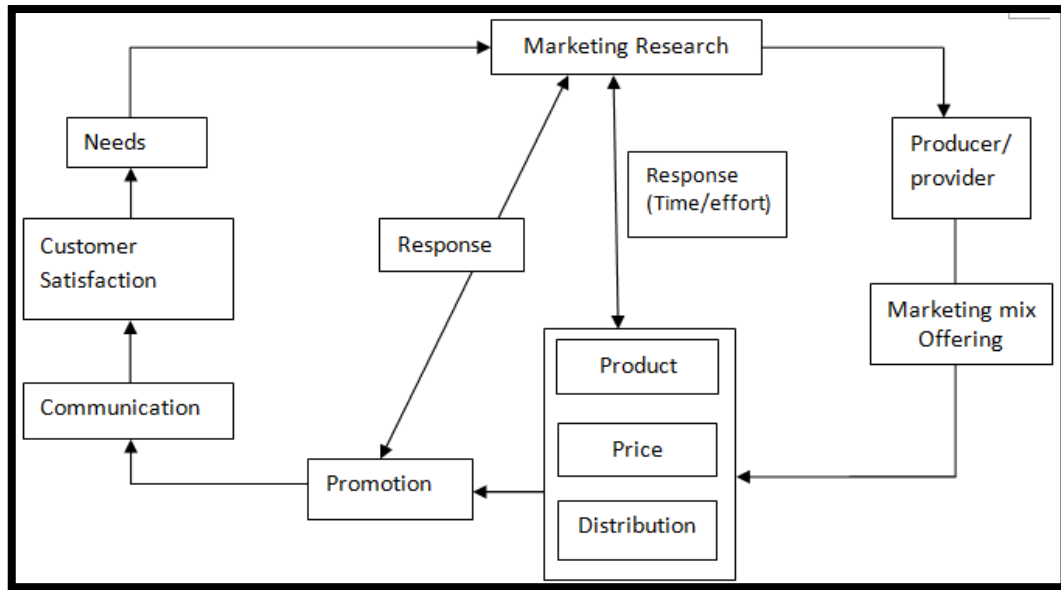 Marketing Research
Needs
Producer/
provider
Response
(Time/effort)
Customer
Satisfaction
Response
Marketing mix
Offering
Product
Communication
Price
Promotion
Distribution